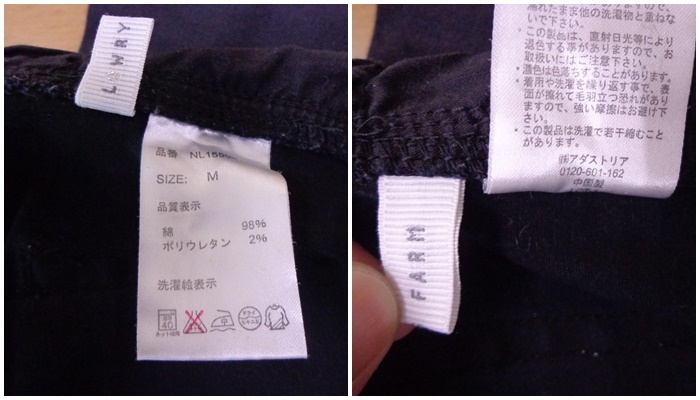 LOWRY
品番 NL155
SIZE: M
品質表示
綿 98%
ポリウレタン 2%
洗濯絵表示
40
中
ドライ
FARM
濡れたまま他の洗濯物と重ねな
いで下さい。
*この製品は、直射日光等により
退色する事がありますので、お
取扱いにはご注意下さい。
*濃色は色落ちすることがあります。
*着用や洗濯を繰り返す事で、表
面が擦れて毛羽立つ恐れがあり
ますので、強い摩擦はお避け下
さい。
*この製品は洗濯で若干縮むこと
があります。
㈱アダストリア
0120-601-162
中国製